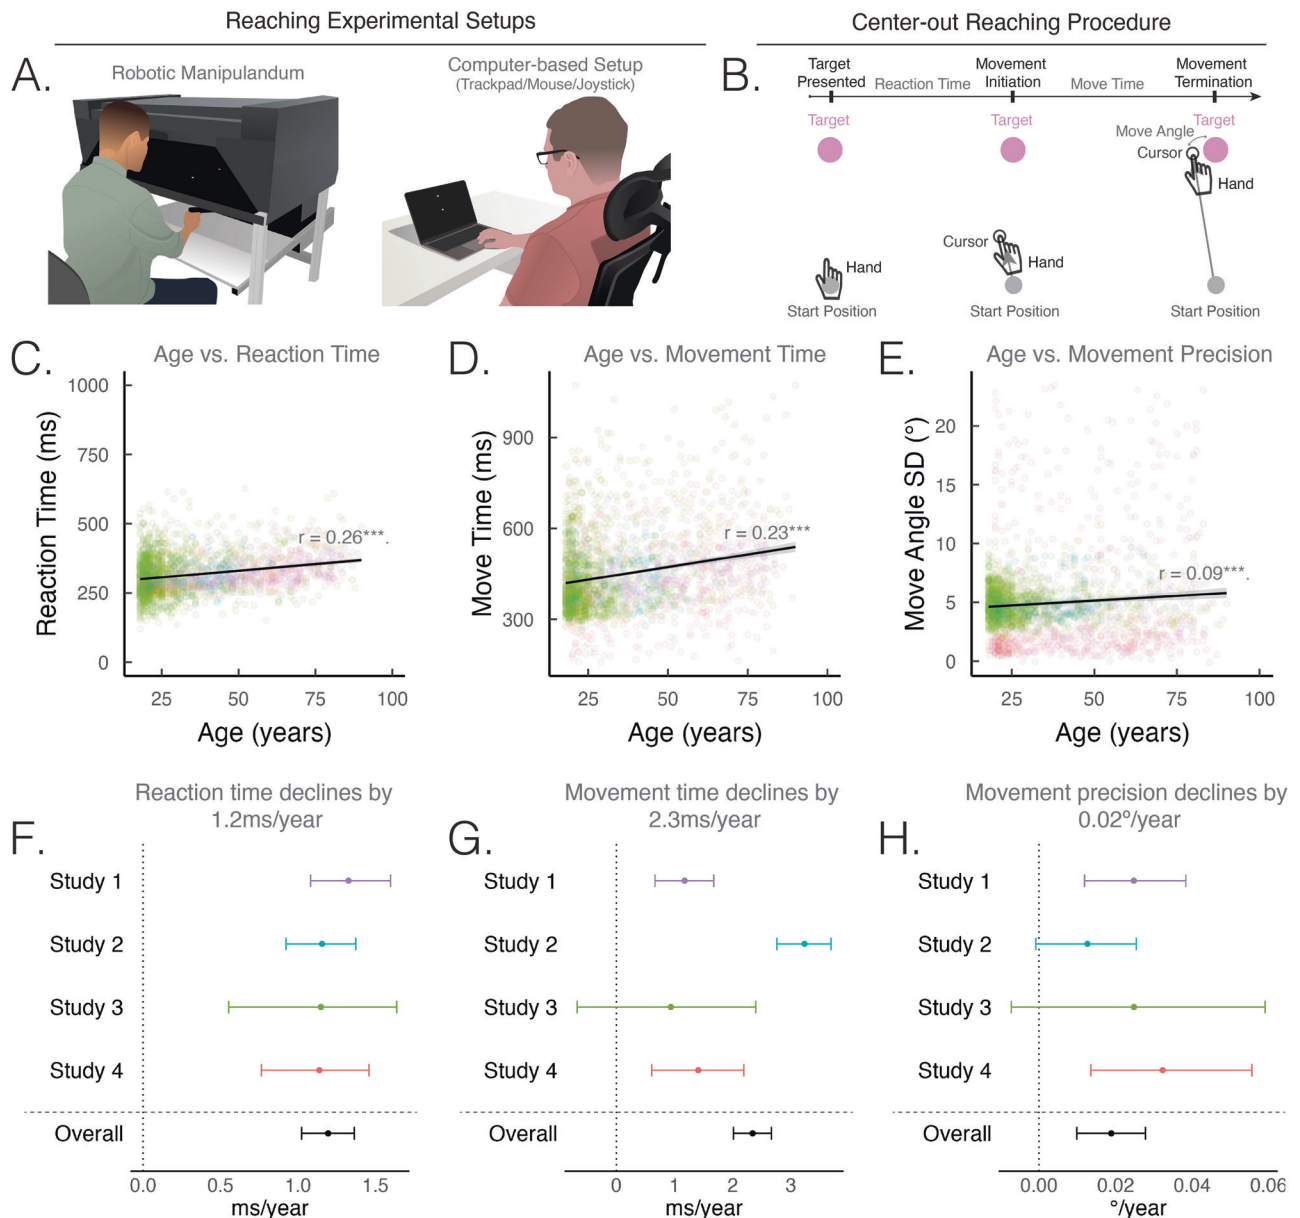 Reaching Experimental Setups
Center-out Reaching Procedure
A.
Robotic Manipulandum
Computer-based Setup
(Trackpad/Mouse/Joystick)
B.
Target
Presented
Reaction Time
Movement
Initiation
Move Time
Movement
Termination
Target
Target
Target
Move Angle
Cursor
Hand
Cursor
Hand
Hand
Start Position
Start Position
Start Position
C.
Age vs. Reaction Time
Reaction Time (ms)
1000
750
500
250
0
r = 0.26***.
25
50
75
100
Age (years)
D.
Age vs. Movement Time
Move Time (ms)
900
600
300
r = 0.23***
25
50
75
100
Age (years)
E.
Age vs. Movement Precision
Move Angle SD (°)
20
15
10
5
0
r = 0.09***.
25
50
75
100
Age (years)
F.
Reaction time declines by
1.2ms/year
Study 1
Study 2
Study 3
Study 4
Overall
0.0
0.5
1.0
1.5
ms/year
G.
Movement time declines by
2.3ms/year
Study 1
Study 2
Study 3
Study 4
Overall
0
1
2
3
ms/year
H.
Movement precision declines by
0.02º/year
Study 1
Study 2
Study 3
Study 4
Overall
0.00
0.02
0.04
0.06
°/year